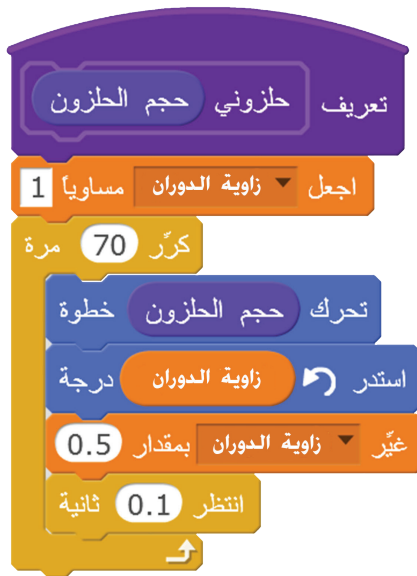 تعريف حلزوني حجم الحلزون
اجعل زاوية الدوران مساوياً 1
كرِّر 70 مرة
تحرك حجم الحلزون خطوة
استدر زاوية الدوران درجة
غيِّر زاوية الدوران بمقدار 0.5
انتظر 0.1 ثانية